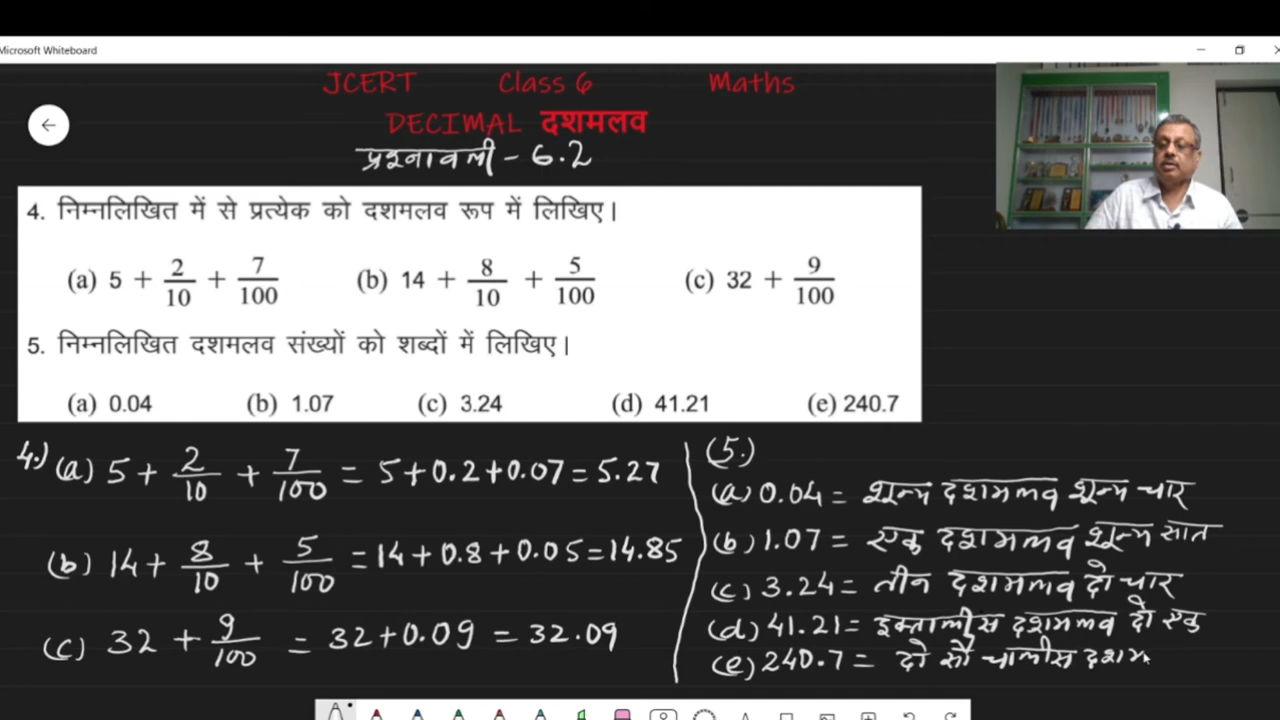 Microsoft Whiteboard
JCERT Class 6 Maths
DECIMAL दशमलव
प्रश्नावली - 6.2
4. निम्नलिखित में से प्रत्येक को दशमलव रूप में लिखिए।
(a) 5 + 2/10 + 7/100 (b) 14 + 8/10 + 5/100 (c) 32 + 9/100
5. निम्नलिखित दशमलव संख्यों को शब्दों में लिखिए।
(a) 0.04 (b) 1.07 (c) 3.24 (d) 41.21 (e) 240.7
4.) (a) 5 + 2/10 + 7/100 = 5 + 0.2 + 0.07 = 5.27
(b) 14 + 8/10 + 5/100 = 14 + 0.8 + 0.05 = 14.85
(c) 32 + 9/100 = 32 + 0.09 = 32.09
(5.)
(a) 0.04 = शून्य दशमलव शून्य चार
(b) 1.07 = एक दशमलव शून्य सात
(c) 3.24 = तीन दशमलव दो चार
(d) 41.21 = इक्तालीस दशमलव दो एक
(e) 240.7 = दो सौ चालीस दशम